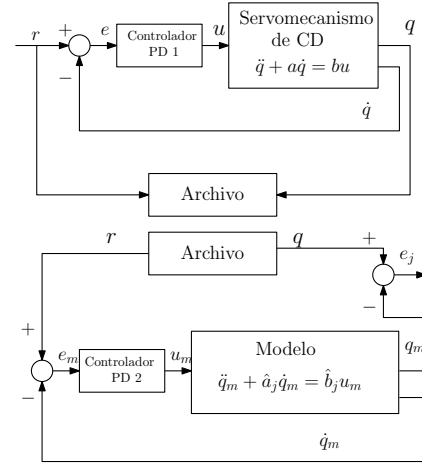 r
+
−
e
Controlador
PD 1
u
Servomecanismo
de CD
q̈ + aq̇ = bu
q
q̇
Archivo
r
Archivo
q
+
−
e_j
+
−
e_m
Controlador
PD 2
u_m
Modelo
q̈_m + â_j q̇_m = b̂_j u_m
q_m
q̇_m